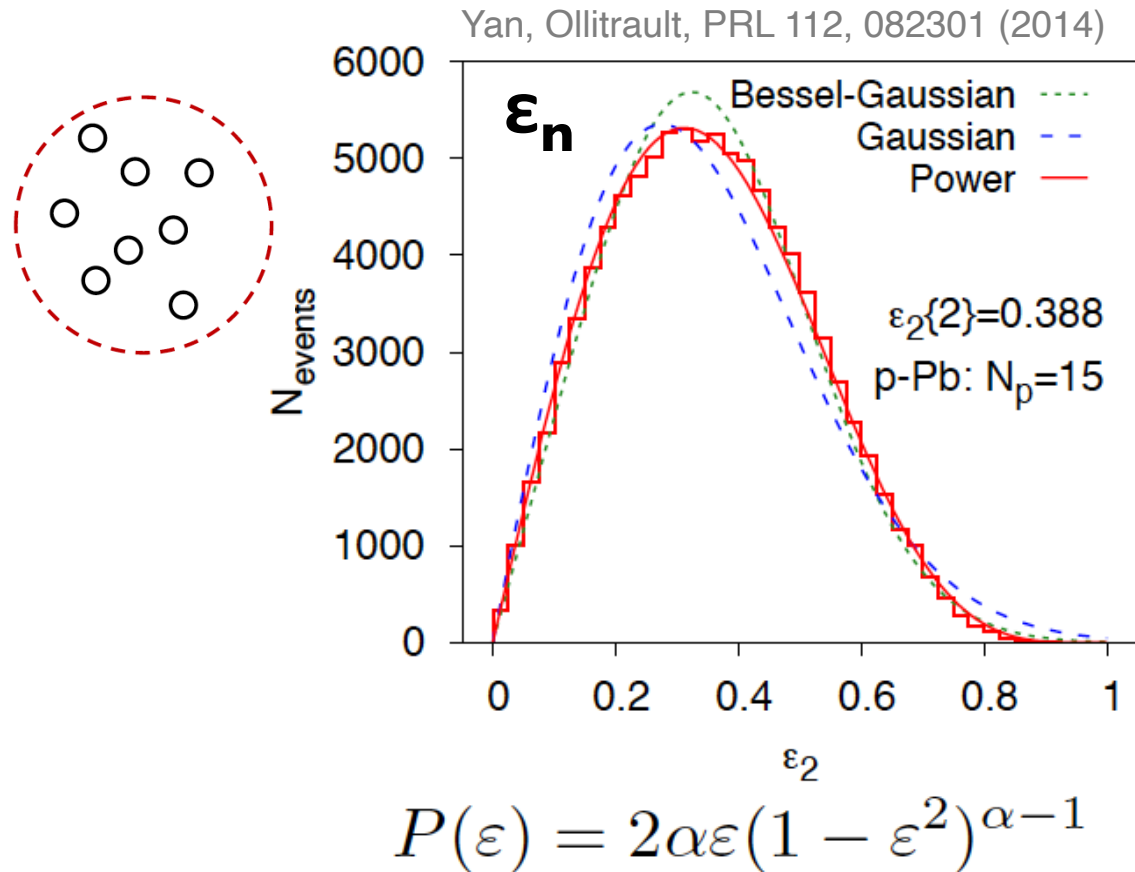 Yan, Ollitrault, PRL 112, 082301 (2014)
εn
Bessel-Gaussian
Gaussian
Power
ε2{2}=0.388
p-Pb: Np=15
Nevents
6000
5000
4000
3000
2000
1000
0
0 0.2 0.4 0.6 0.8 1
ε2
P(ε) = 2αε(1 − ε²)^{α−1}